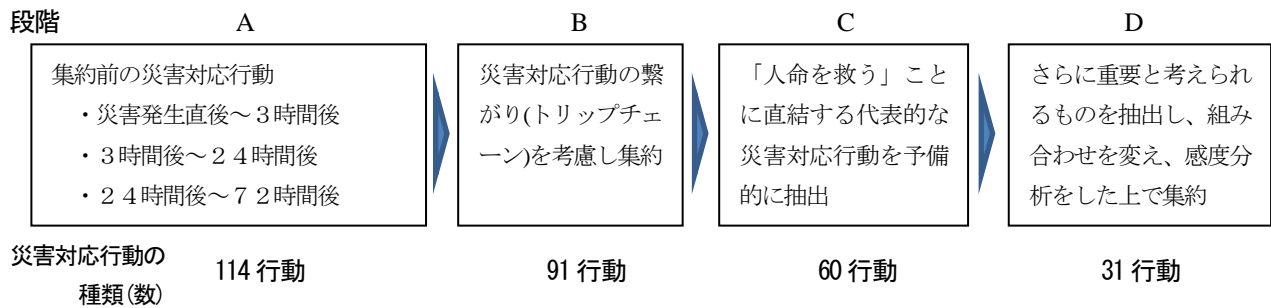 段階 A B C D
集約前の災害対応行動
・災害発生直後～３時間後
・３時間後～２４時間後
・２４時間後～７２時間後
災害対応行動の繋
がり(トリップチェ
ーン)を考慮し集約
「人命を救う」こと
に直結する代表的な
災害対応行動を予備
的に抽出
さらに重要と考えられ
るものを抽出し、組み
合わせを変え、感度分
析をした上で集約
災害対応行動の
種類(数)
114 行動 91 行動 60 行動 31 行動